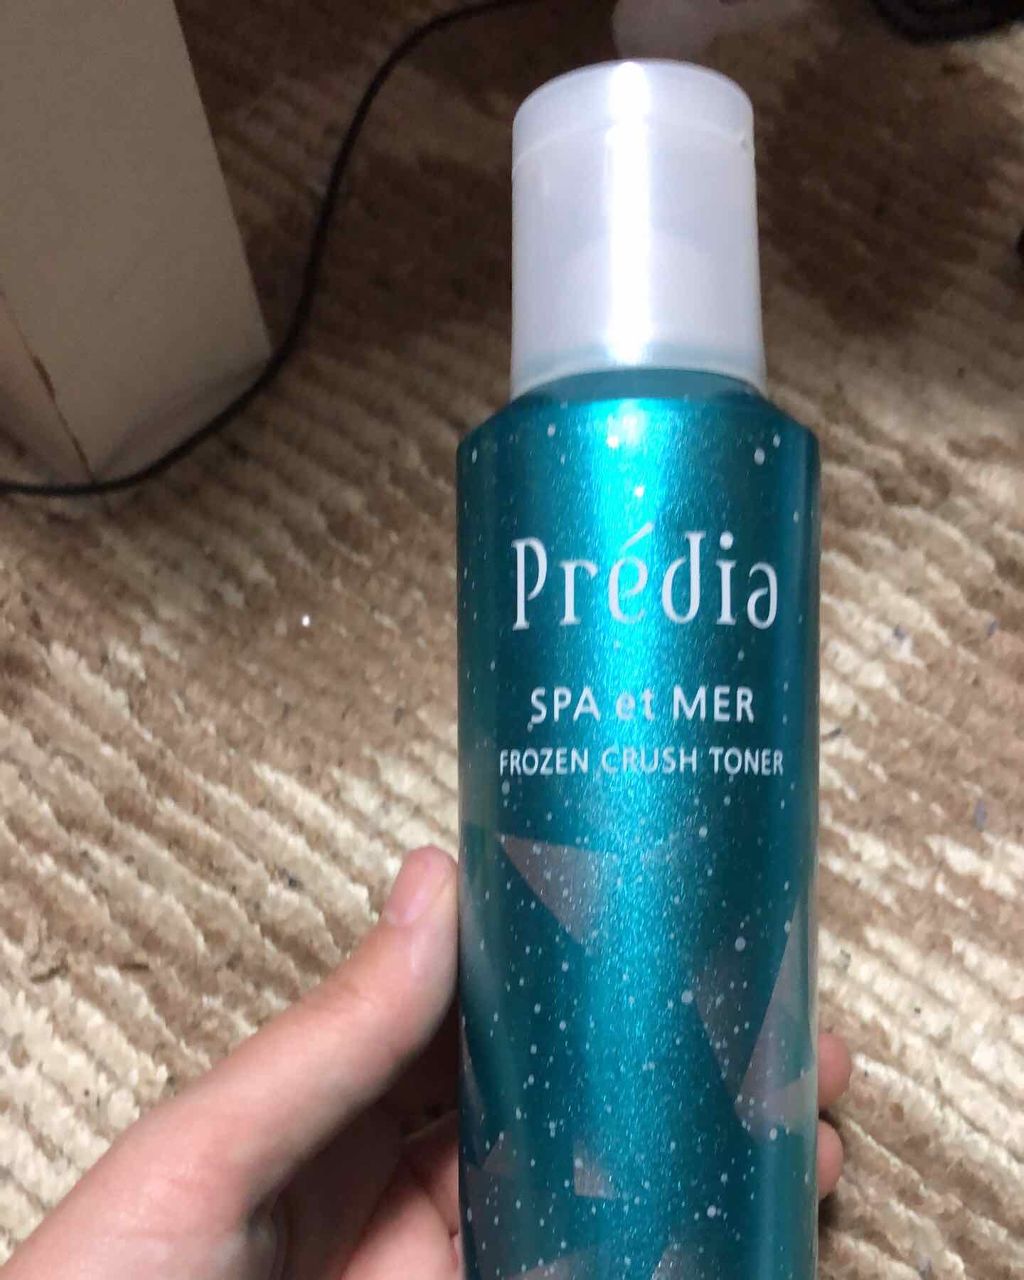 Prédia
SPA et MER
FROZEN CRUSH TONER